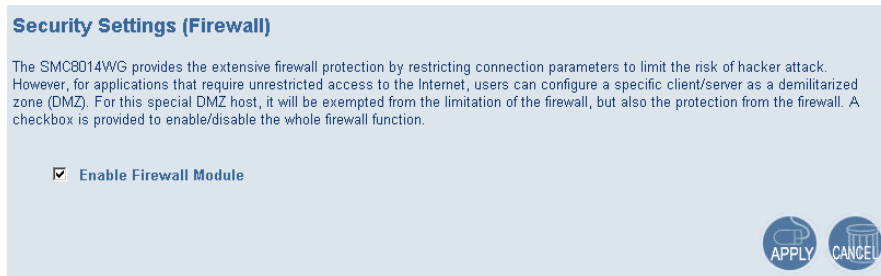 Security Settings (Firewall)
The SMC8014WG provides the extensive firewall protection by restricting connection parameters to limit the risk of hacker attack.
However, for applications that require unrestricted access to the Internet, users can configure a specific client/server as a demilitarized
zone (DMZ). For this special DMZ host, it will be exempted from the limitation of the firewall, but also the protection from the firewall. A
checkbox is provided to enable/disable the whole firewall function.
Enable Firewall Module
APPLY CANCEL